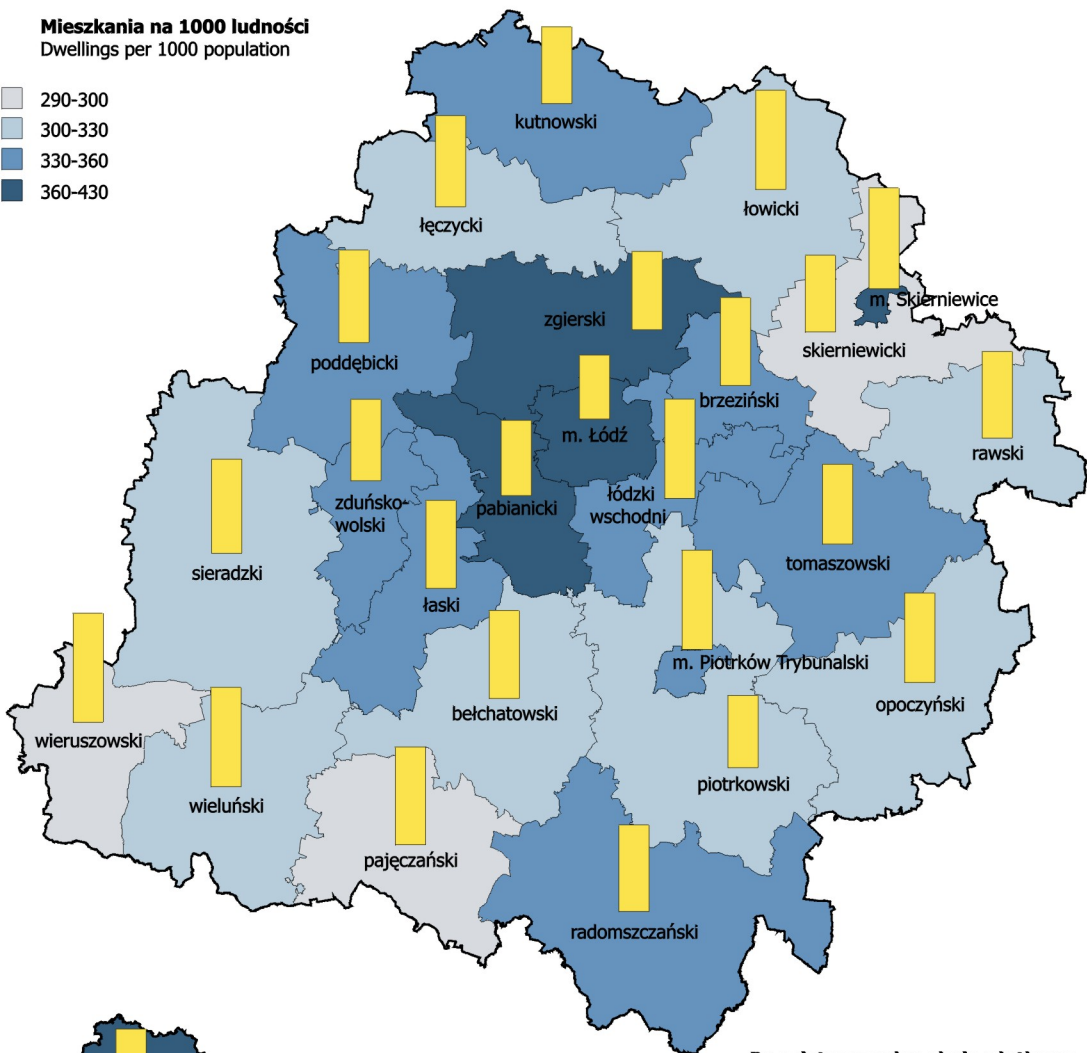 Mieszkania na 1000 ludności
Dwellings per 1000 population
290-300
300-330
330-360
360-430
kutnowski
łęczycki
łowicki
m. Skierniewice
zgierski
skierniewicki
poddębicki
brzeziński
m. Łódź
rawski
zduńsko-
wolski
pabianicki
łódzki
wschodni
tomaszowski
sieradzki
łaski
m. Piotrków Trybunalski
opoczyński
bełchatowski
wieruszowski
piotrkowski
wieluński
pajęczański
radomszczański